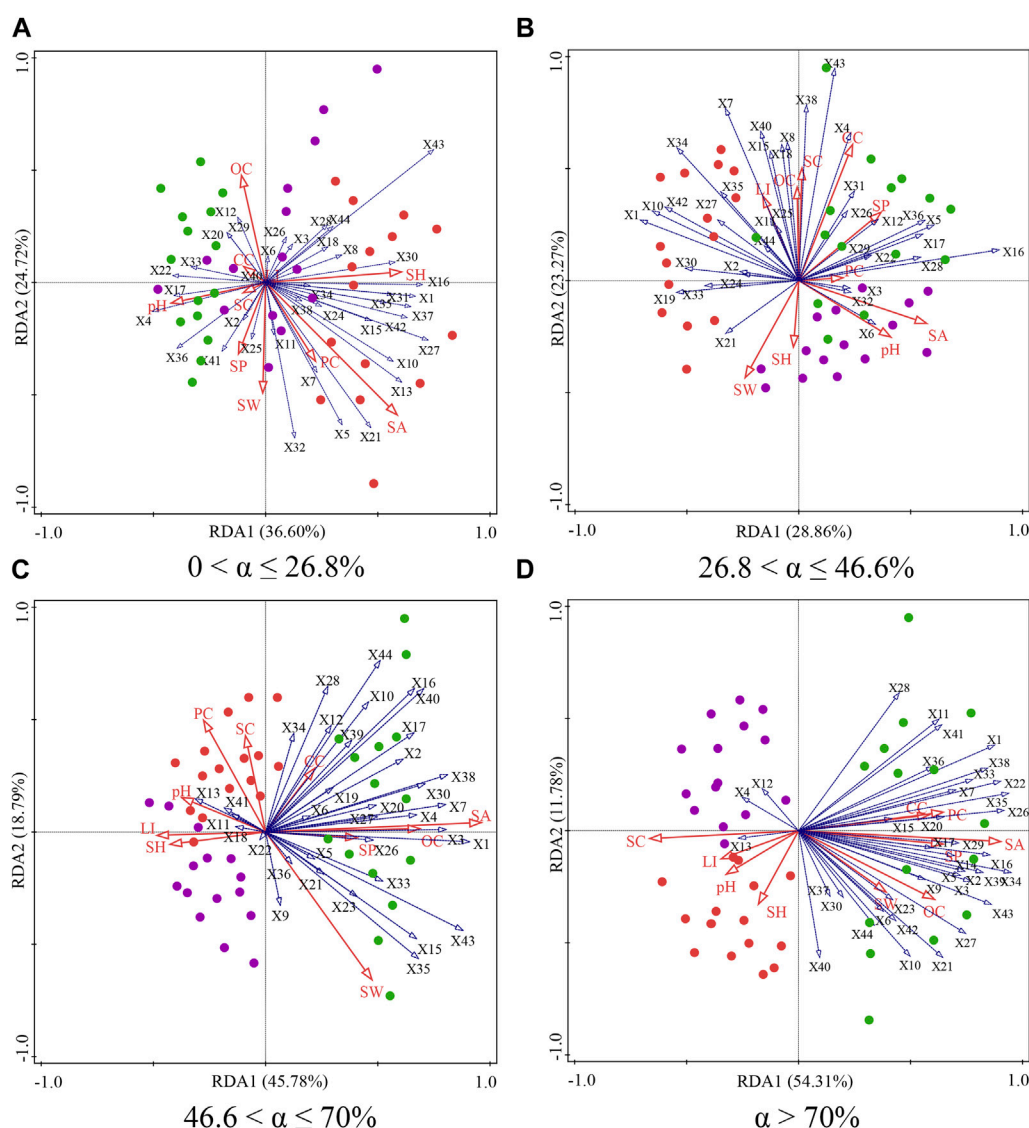 A
1.0
RDA2 (24.72%)
-1.0
X43
OC
X12
X29
X20
X26
X28
X44
X3
X18
X8
X6
X30
X33
CC
X40
X22
SH
X16
X17
pH
SC
X34
X38
X24
X35
X31
X1
X4
X2
X37
X15
X42
X36
X41
X25
X11
X27
SP
PC
X7
X10
X13
SW
SA
X5
X21
X32
-1.0
RDA1 (36.60%)
1.0
0 < α ≤ 26.8%
B
1.0
RDA2 (23.27%)
-1.0
X43
X7
X38
X40
X8
X4
X34
X15
X18
CC
SC
OC
X35
LI
X31
X10
X42
X1
X27
X11
X25
X26
SP
X12
X36
X5
X44
X29
X17
X16
X30
X2
X2
X28
PC
X19
X33
X24
X3
X32
X21
X6
SA
SH
pH
SW
-1.0
RDA1 (28.86%)
1.0
26.8 < α ≤ 46.6%
C
1.0
RDA2 (18.79%)
-1.0
X44
X28
X16
X10
X40
PC
SC
X34
X12
X39
X17
X2
CC
pH
X13
X38
X19
X30
X41
X6
X20
X7
X27
X4
SA
LI
X11
X18
SH
SP
OC
X3
X1
X22
X5
X26
X36
X21
X33
X9
X23
X43
X15
X35
SW
-1.0
RDA1 (45.78%)
1.0
46.6 < α ≤ 70%
D
1.0
RDA2 (11.78%)
-1.0
X28
X11
X41
X1
X36
X38
X12
X33
X22
X4
X7
X35
X26
CC
PC
X15
X20
SC
X13
X17
X29
SA
LI
SP
X14
pH
X5
X2
X39
X34
X37
X9
X3
SH
X30
SW
X23
OC
X43
X6
X44
X42
X27
X40
X10
X21
-1.0
RDA1 (54.31%)
1.0
α > 70%